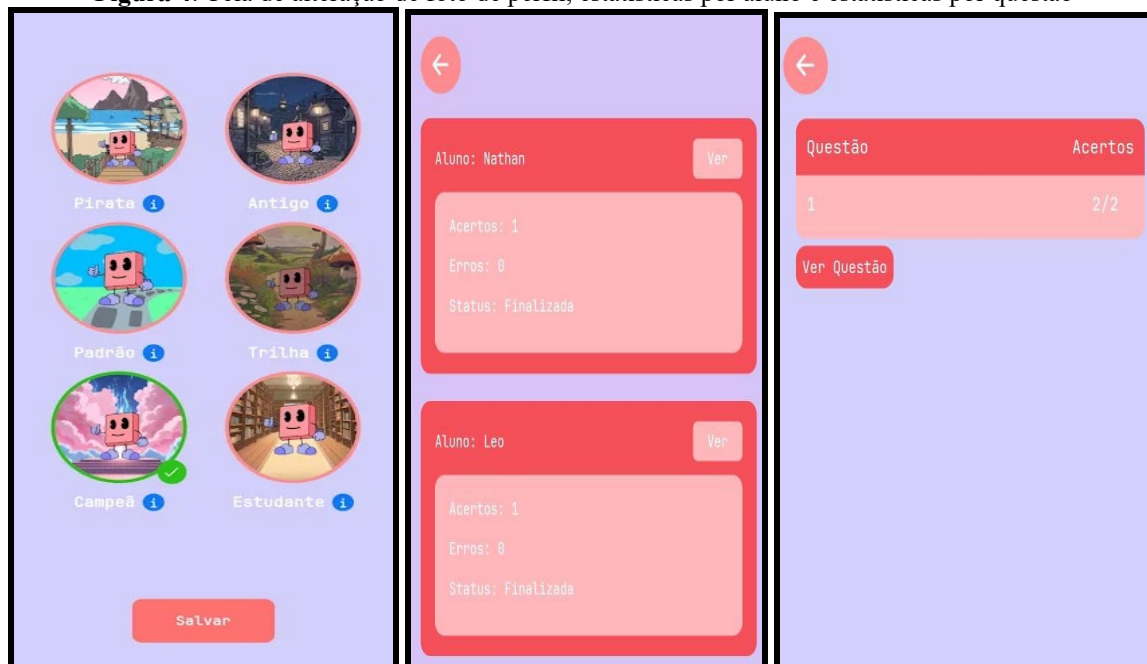 Pirata
Antigo
Padrão
Trilha
Campeã
Estudante
Salvar
Aluno: Nathan
Ver
Acertos: 1
Erros: 0
Status: Finalizada
Aluno: Leo
Ver
Acertos: 1
Erros: 0
Status: Finalizada
Questão Acertos
1 2/2
Ver Questão